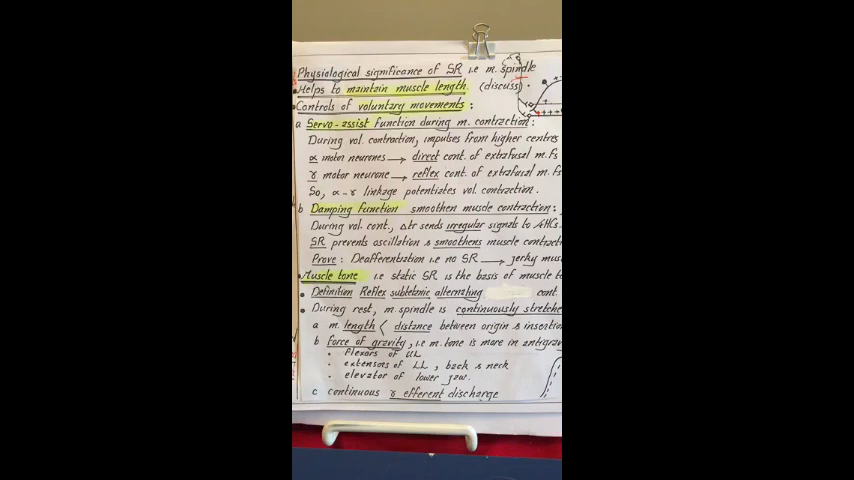 Physiological significance of SR i.e m. spindle
• Helps to maintain muscle length (discuss).
• Controls of voluntary movements :
a Servo-assist function during m. contraction :
During vol. contraction, impulses from higher centres
α motor neurones → direct cont. of extrafusal m.Fs
γ motor neurone → reflex cont. of extrafusal m.Fs
So, α-γ linkage potentiates vol. contraction.
b Damping function smoothen muscle contraction :
During vol. cont., Δtr sends irregular signals to AHCs
SR prevents oscillation & smoothens muscle contract
Prove : Deafferentation i.e no SR → jerky mus
• Muscle tone i.e static SR is the basis of muscle to
• Definition Reflex subtetanic alternating cont.
• During rest, m. spindle is continuously stretche
a m. length < distance between origin & insertion
b force of gravity, i.e m. tone is more in antigrav
• flexors of UL
• extensors of LL, back & neck
• elevator of lower jaw.
c continuous γ efferent discharge